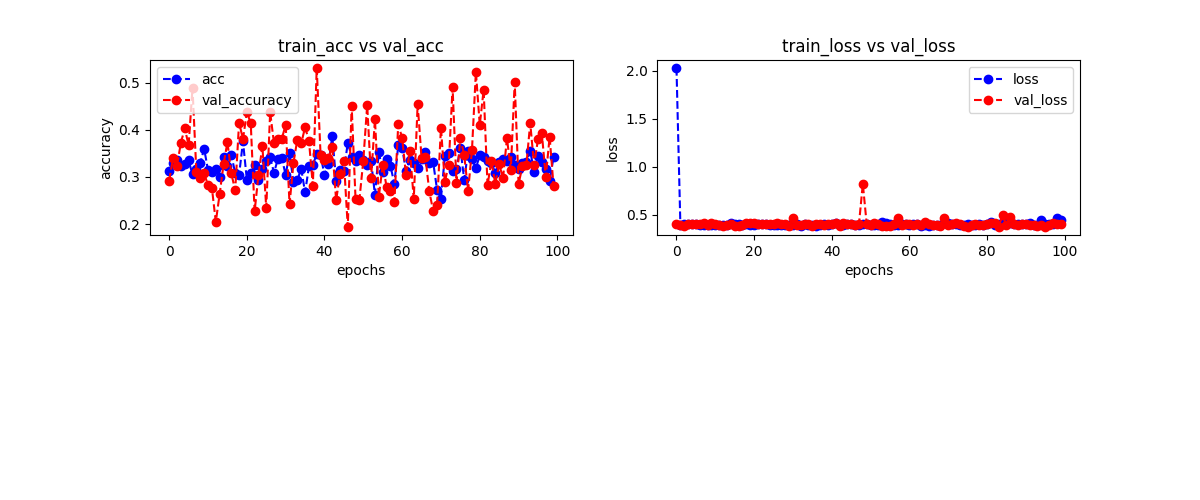 train_acc vs val_acc
acc
val_accuracy
accuracy
0.5
0.4
0.3
0.2
0 20 40 60 80 100
epochs
train_loss vs val_loss
loss
val_loss
loss
2.0
1.5
1.0
0.5
0 20 40 60 80 100
epochs